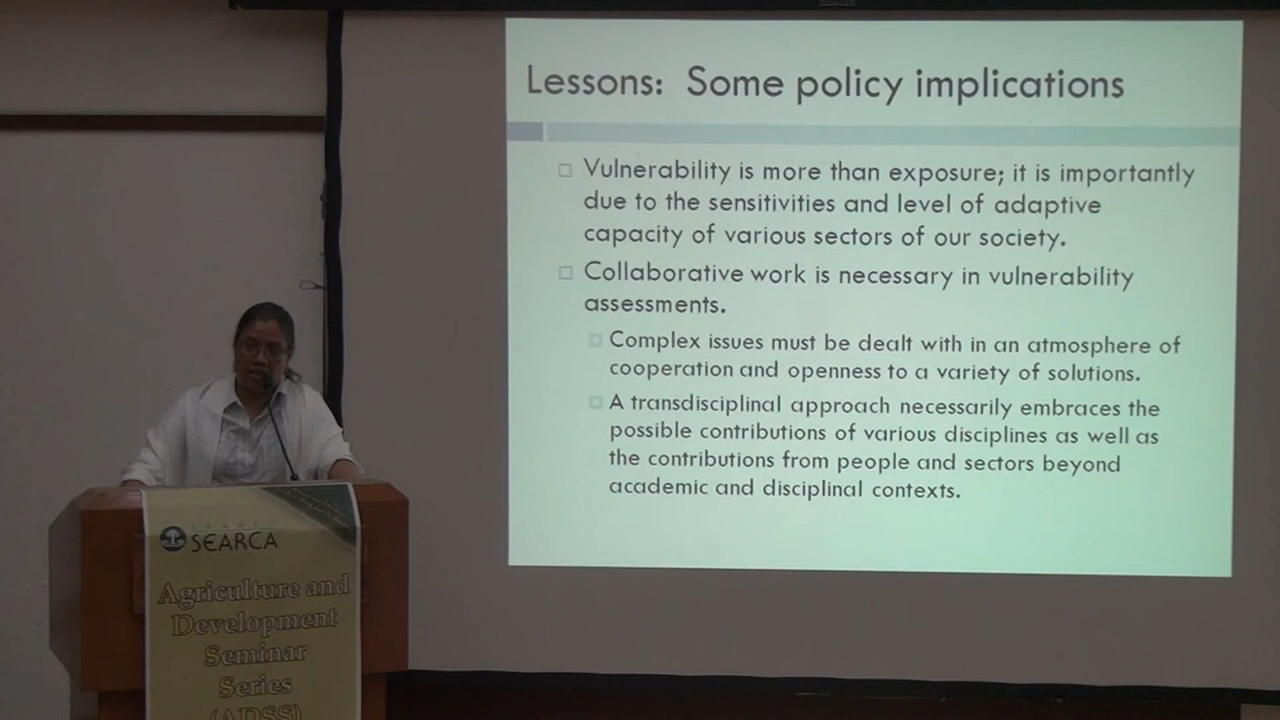 Lessons: Some policy implications
Vulnerability is more than exposure; it is importantly
due to the sensitivities and level of adaptive
capacity of various sectors of our society.
Collaborative work is necessary in vulnerability
assessments.
Complex issues must be dealt with in an atmosphere of
cooperation and openness to a variety of solutions.
A transdisciplinal approach necessarily embraces the
possible contributions of various disciplines as well as
the contributions from people and sectors beyond
academic and disciplinal contexts.
SEAMEO
SEARCA
Agriculture and
Development
Seminar
Series
(ADSS)